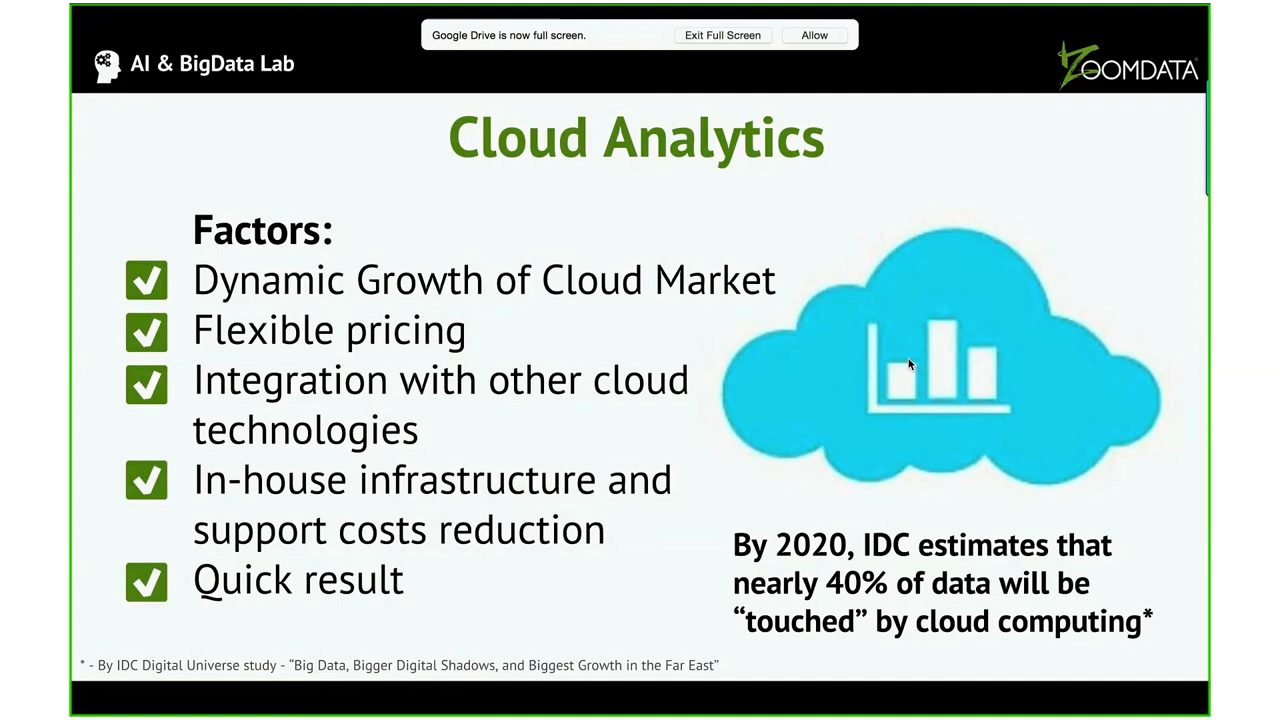 Google Drive is now full screen. Exit Full Screen Allow
AI & BigData Lab
ZOOMDATA
Cloud Analytics
Factors:
Dynamic Growth of Cloud Market
Flexible pricing
Integration with other cloud
technologies
In-house infrastructure and
support costs reduction
Quick result
By 2020, IDC estimates that
nearly 40% of data will be
“touched” by cloud computing*
* - By IDC Digital Universe study - “Big Data, Bigger Digital Shadows, and Biggest Growth in the Far East”